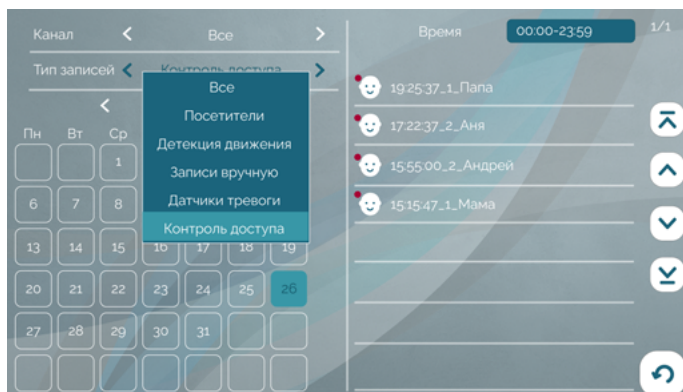 Канал
Все
Тип записей
Контроль доступа
Все
Посетители
Детекция движения
Записи вручную
Датчики тревоги
Контроль доступа
Пн Вт Ср
1
6 7 8
13 14 15 16 17 18 19
20 21 22 23 24 25 26
27 28 29 30 31
Время 00:00-23:59 1/1
19:25:37_1_Папа
17:22:37_2_Аня
15:55:00_2_Андрей
15:15:47_1_Мама